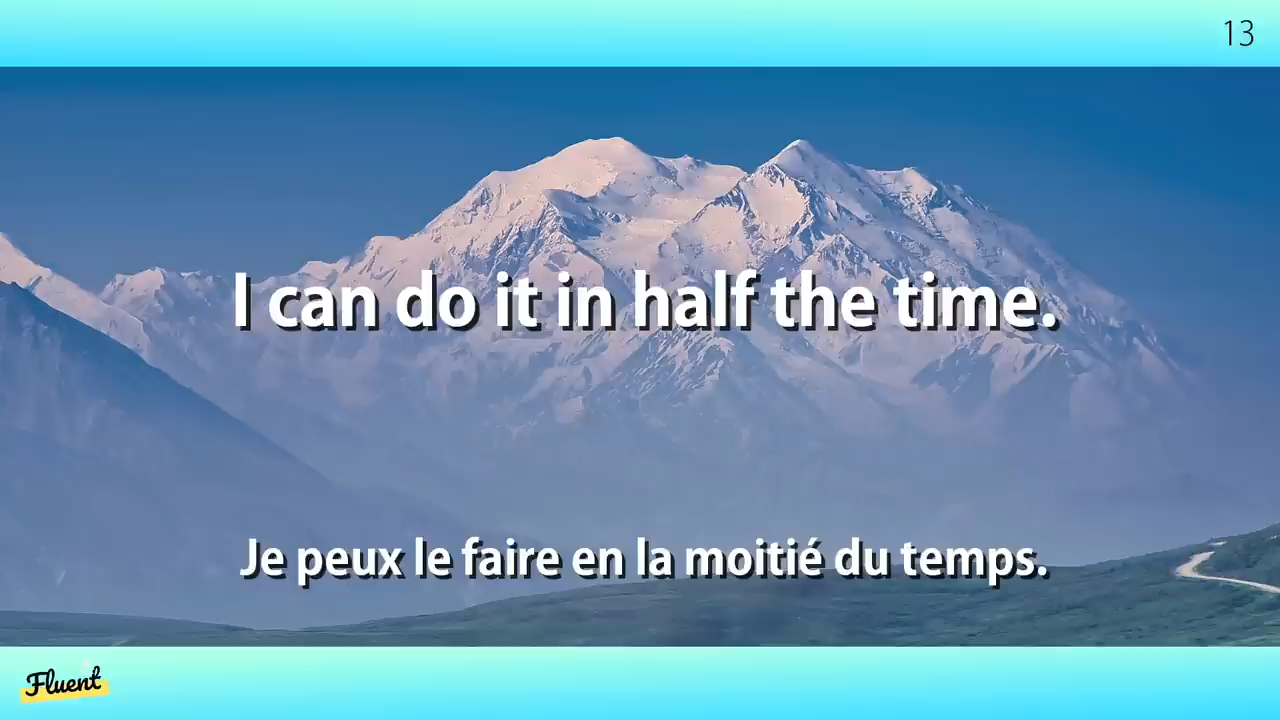 13
I can do it in half the time.
Je peux le faire en la moitié du temps.
Fluent